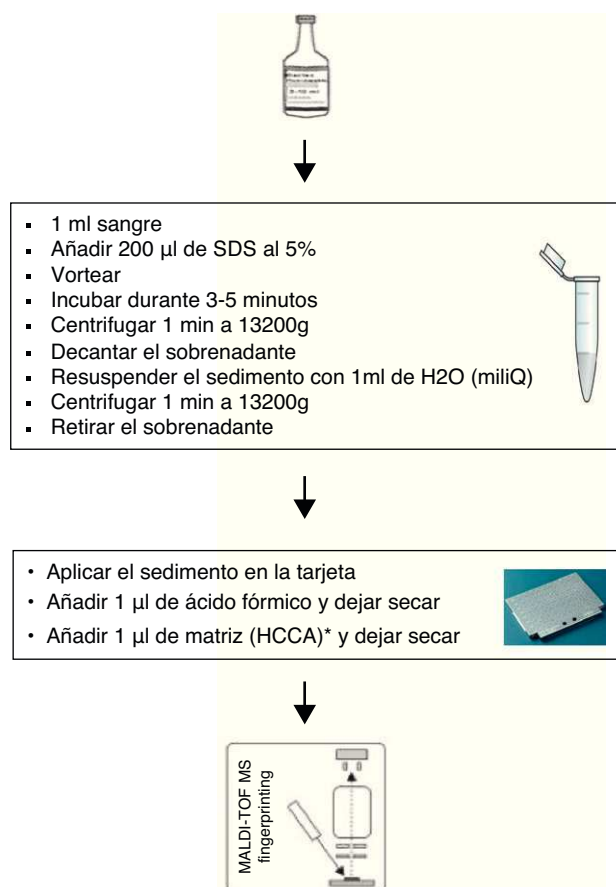 ▪ 1 ml sangre
▪ Añadir 200 µl de SDS al 5%
▪ Vortear
▪ Incubar durante 3-5 minutos
▪ Centrifugar 1 min a 13200g
▪ Decantar el sobrenadante
▪ Resuspender el sedimento con 1ml de H2O (miliQ)
▪ Centrifugar 1 min a 13200g
▪ Retirar el sobrenadante
• Aplicar el sedimento en la tarjeta
• Añadir 1 µl de ácido fórmico y dejar secar
• Añadir 1 µl de matriz (HCCA)* y dejar secar
MALDI-TOF MS
fingerprinting